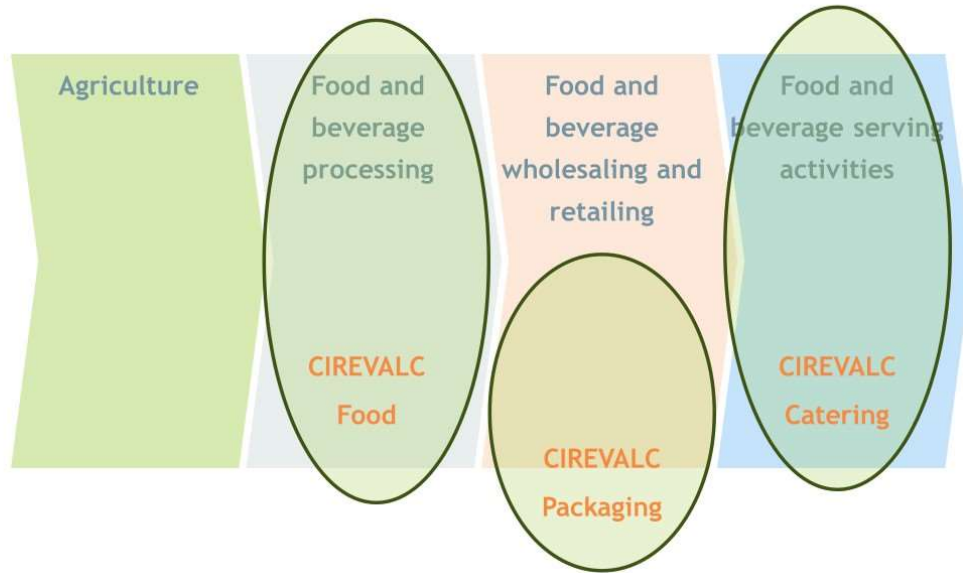 Agriculture
Food and
beverage
processing
CIREVALC
Food
Food and
beverage
wholesaling and
retailing
CIREVALC
Packaging
Food and
beverage serving
activities
CIREVALC
Catering